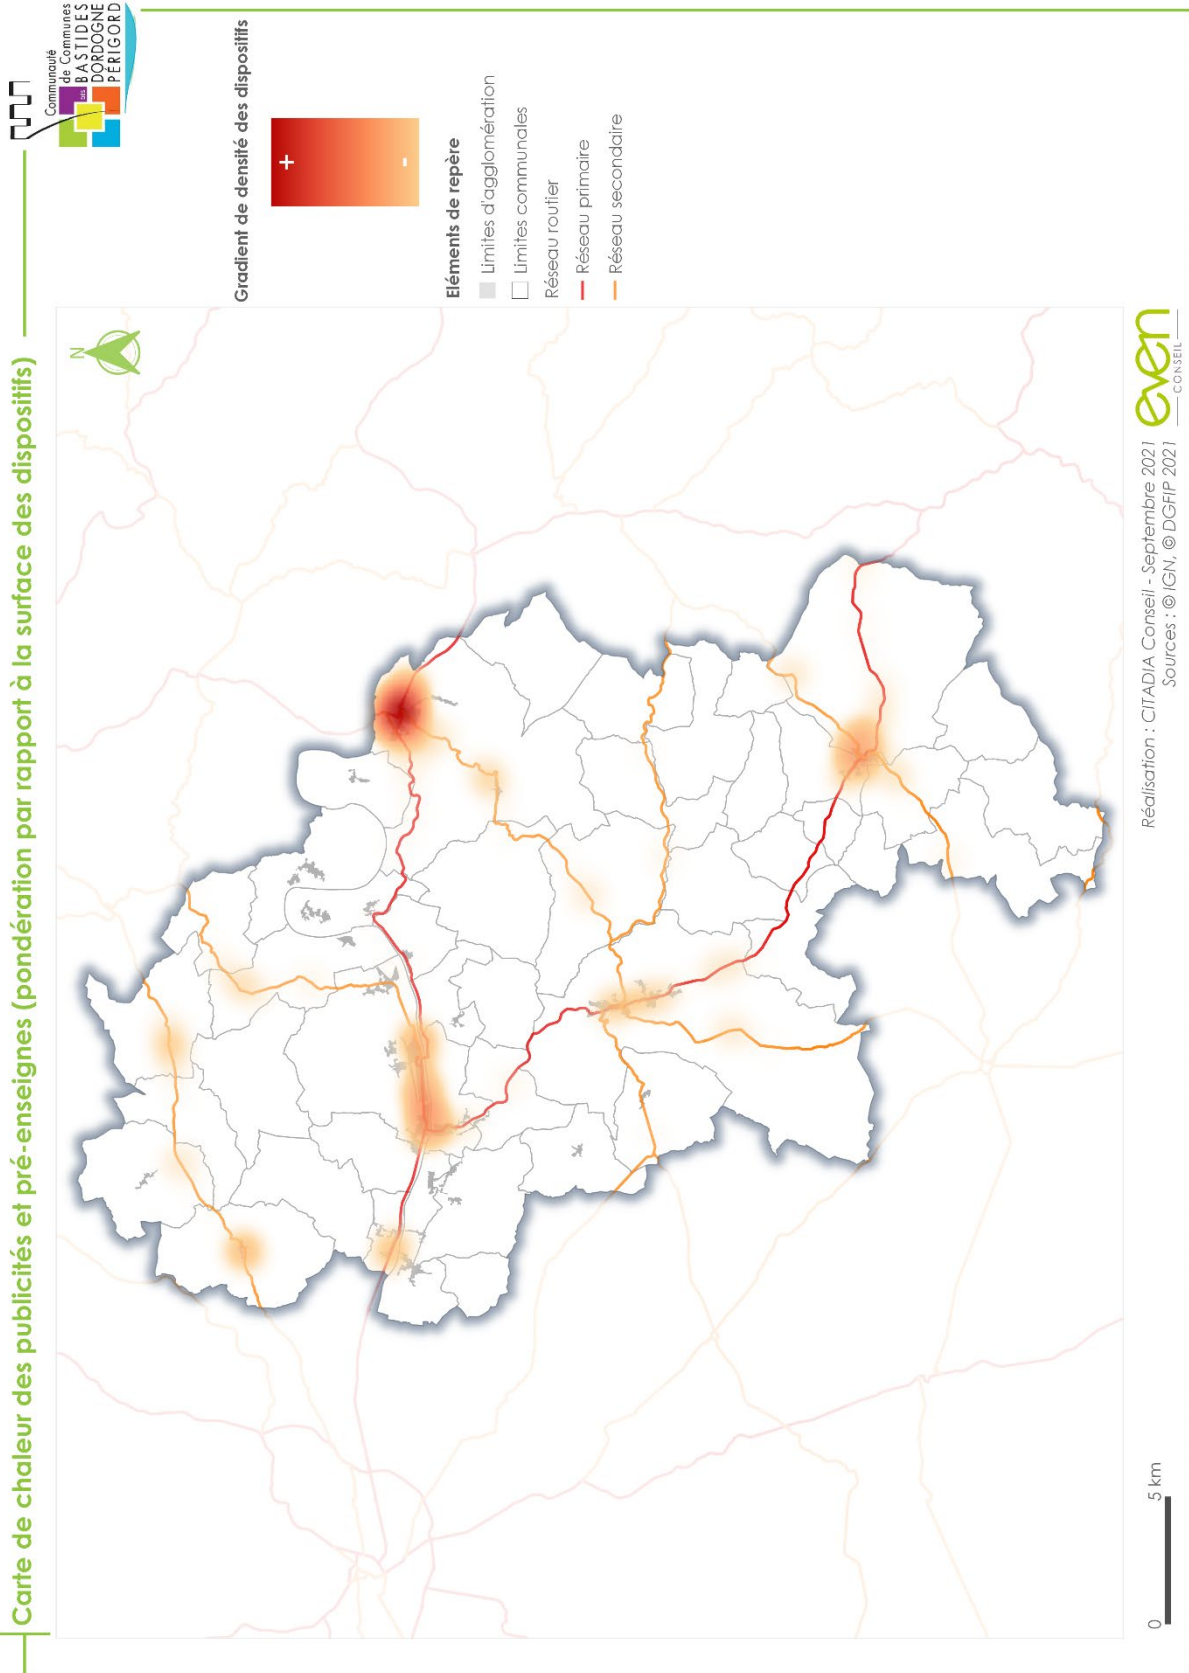 Carte de chaleur des publicités et pré-enseignes (pondération par rapport à la surface des dispositifs)
Communauté
de Communes
BASTIDES
DES
DORDOGNE
PÉRIGORD
N
Gradient de densité des dispositifs
+
-
Eléments de repère
Limites d'agglomération
Limites communales
Réseau routier
Réseau primaire
Réseau secondaire
0 5 km
Réalisation : CITADIA Conseil - Septembre 2021
Sources : © IGN, © DGFIP 2021
even
CONSEIL